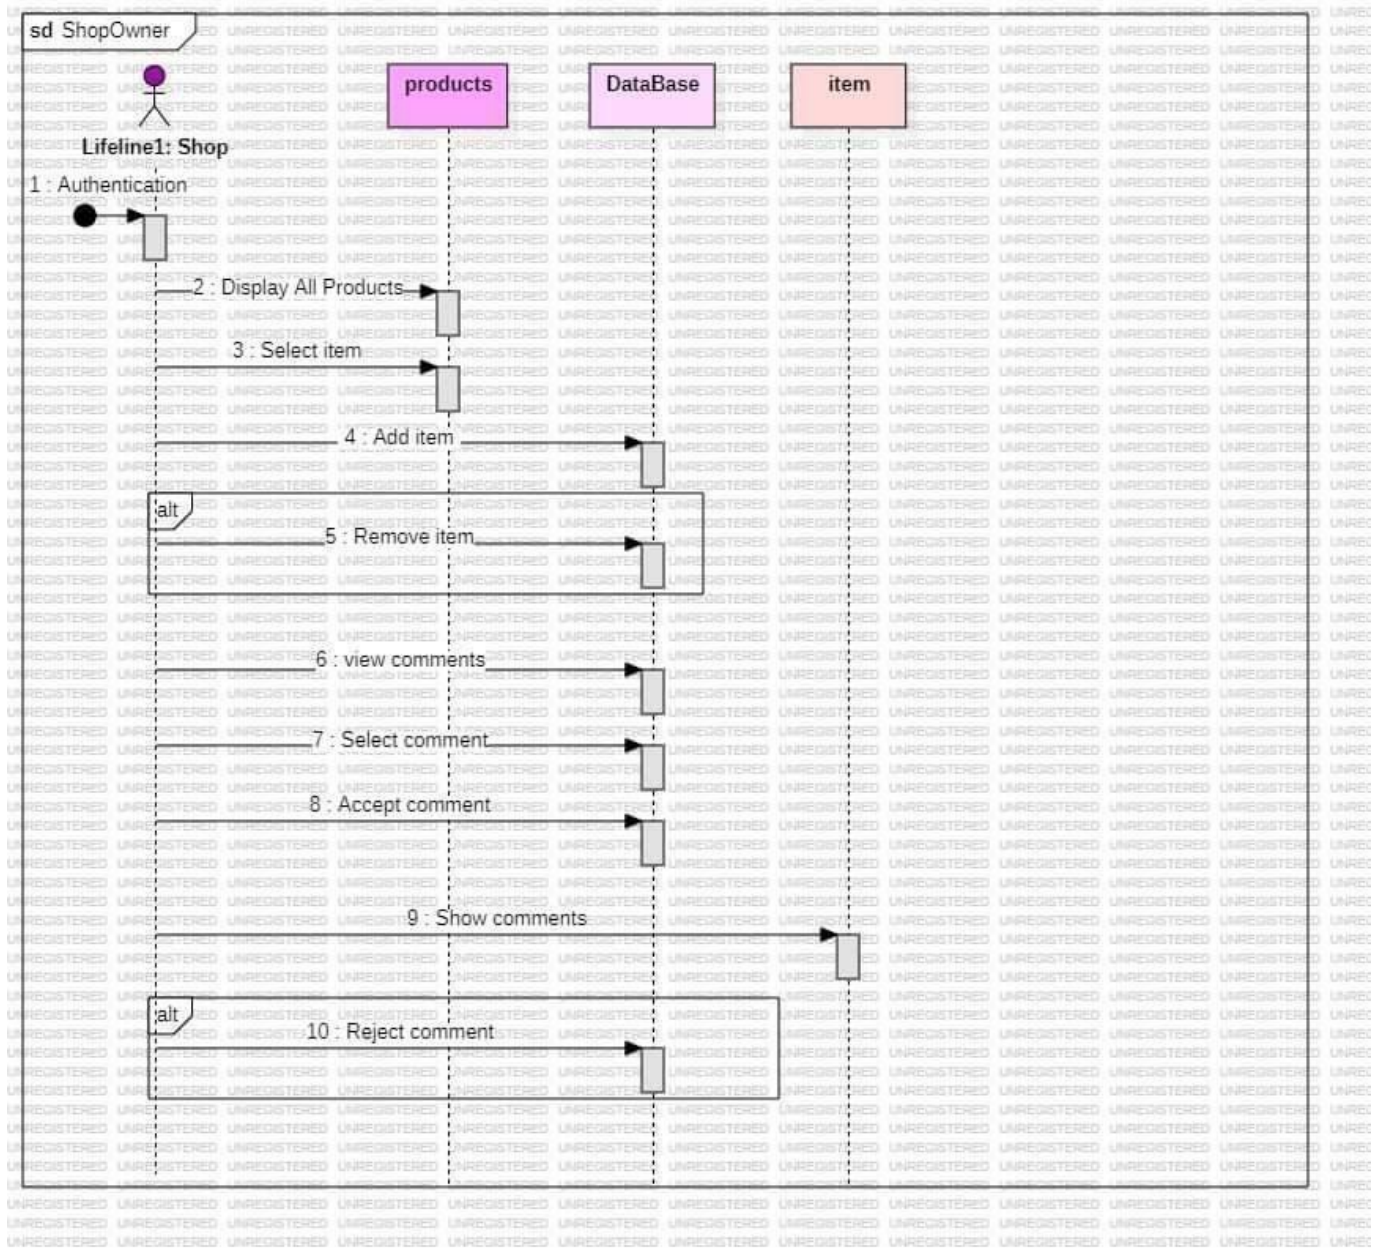 sd ShopOwner
products
DataBase
item
Lifeline1: Shop
1 : Authentication
2 : Display All Products
3 : Select item
4 : Add item
alt
5 : Remove item
6 : view comments
7 : Select comment
8 : Accept comment
9 : Show comments
alt
10 : Reject comment
UNREGISTERED